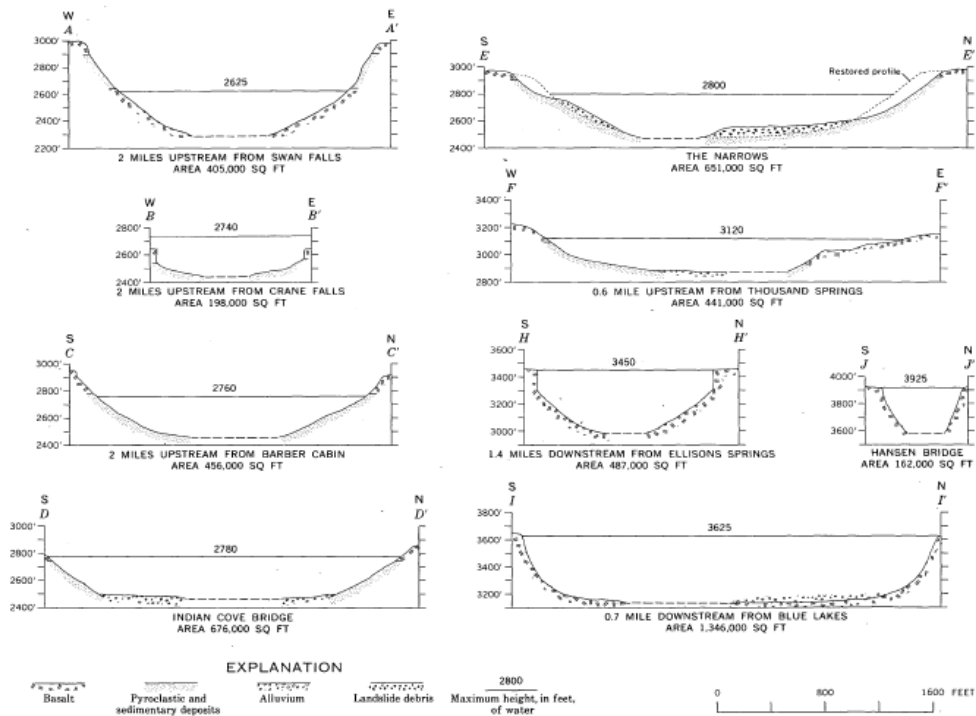 W E
A A'
3000'
2800'
2600'
2400'
2200'
2625
2 MILES UPSTREAM FROM SWAN FALLS
AREA 405,000 SQ FT
W E
B B'
2800'
2600'
2400'
2740
2 MILES UPSTREAM FROM CRANE FALLS
AREA 198,000 SQ FT
S N
C C'
3000'
2800'
2600'
2400'
2760
2 MILES UPSTREAM FROM BARBER CABIN
AREA 456,000 SQ FT
S N
D D'
3000'
2800'
2600'
2400'
2780
INDIAN COVE BRIDGE
AREA 676,000 SQ FT
S N
E E'
3000'
2800'
2600'
2400'
Restored profile
2800
THE NARROWS
AREA 651,000 SQ FT
W E
F F'
3400'
3200'
3000'
2800'
3120
0.6 MILE UPSTREAM FROM THOUSAND SPRINGS
AREA 441,000 SQ FT
S N
H H'
3600'
3400'
3200'
3000'
3450
1.4 MILES DOWNSTREAM FROM ELLISONS SPRINGS
AREA 487,000 SQ FT
S N
J J'
4000'
3800'
3600'
3925
HANSEN BRIDGE
AREA 162,000 SQ FT
S N
I I'
3800'
3600'
3400'
3200'
3625
0.7 MILE DOWNSTREAM FROM BLUE LAKES
AREA 1,346,000 SQ FT
EXPLANATION
Basalt
Pyroclastic and
sedimentary deposits
Alluvium
Landslide debris
2800
Maximum height, in feet,
of water
0 800 1600 FEET